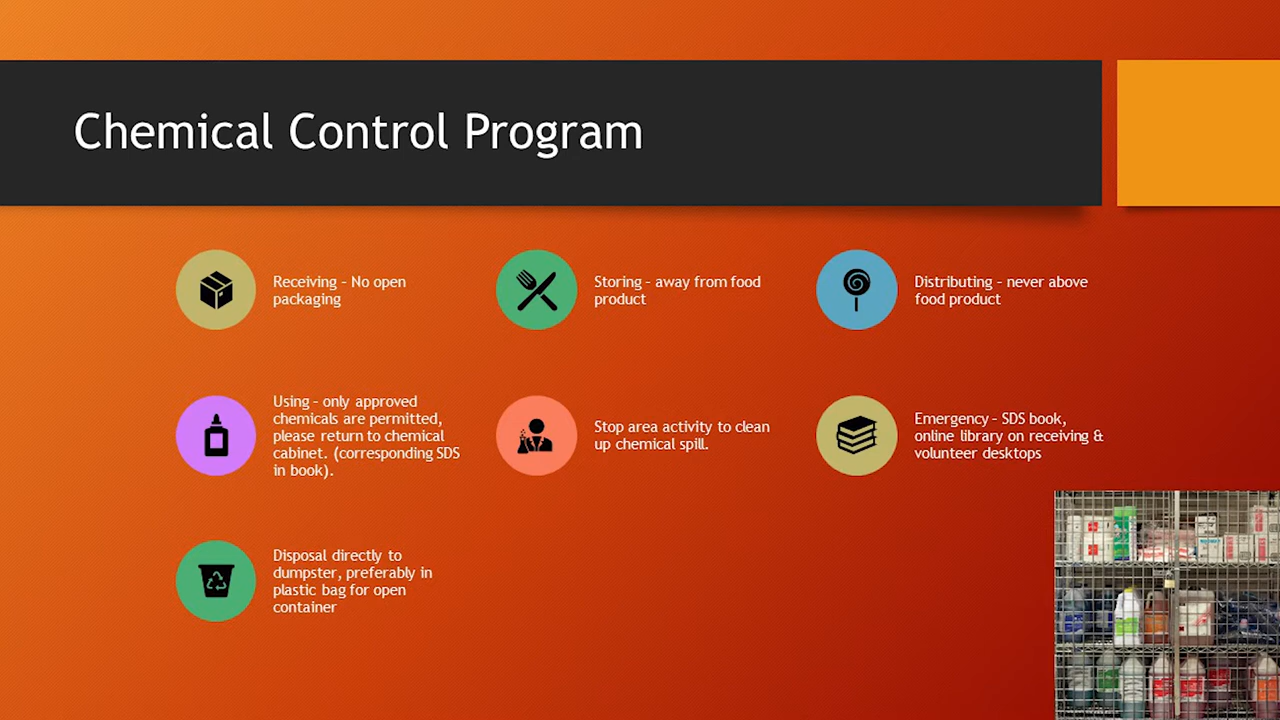 Chemical Control Program
Receiving – No open
packaging
Storing – away from food
product
Distributing – never above
food product
Using – only approved
chemicals are permitted,
please return to chemical
cabinet. (corresponding SDS
in book).
Stop area activity to clean
up chemical spill.
Emergency – SDS book,
online library on receiving &
volunteer desktops
Disposal directly to
dumpster, preferably in
plastic bag for open
container